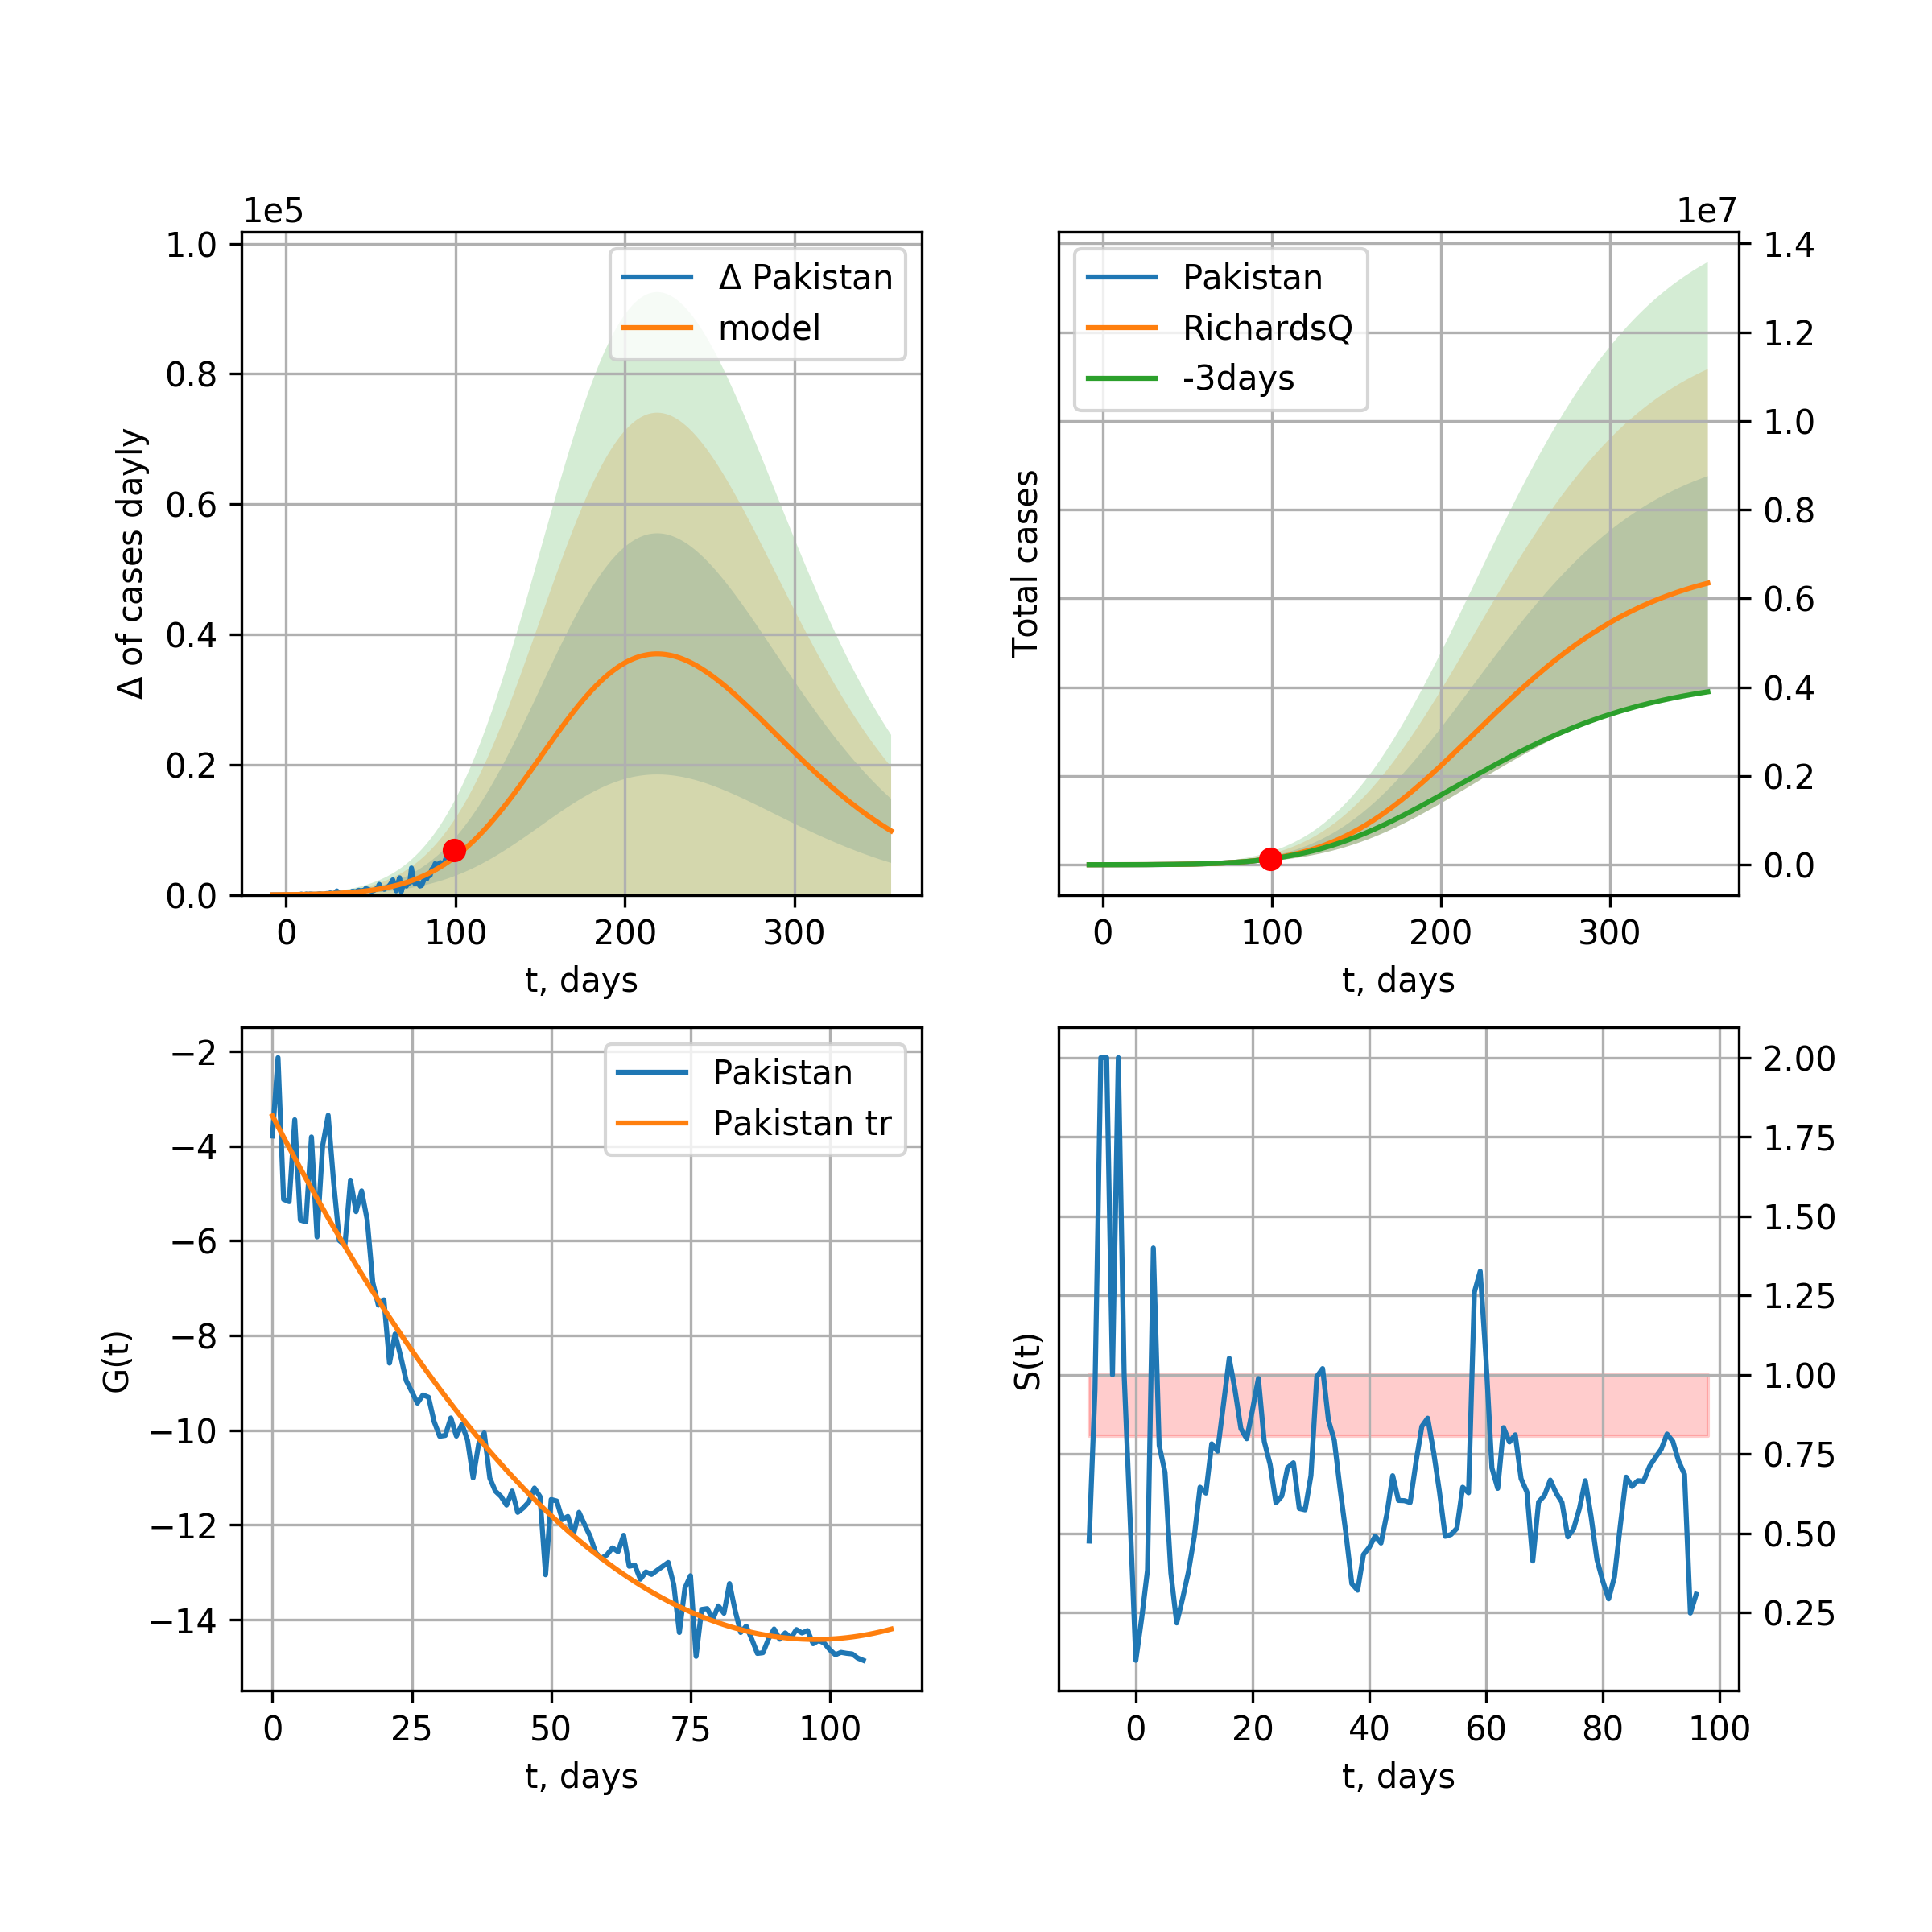 1e5
1.0
0.8
0.6
0.4
0.2
0.0
Δ of cases dayly
Δ Pakistan
model
0 100 200 300
t, days
1e7
1.4
1.2
1.0
0.8
0.6
0.4
0.2
0.0
Total cases
Pakistan
RichardsQ
-3days
0 100 200 300
t, days
−2
−4
−6
−8
−10
−12
−14
G(t)
Pakistan
Pakistan tr
0 25 50 75 100
t, days
2.00
1.75
1.50
1.25
1.00
0.75
0.50
0.25
S(t)
0 20 40 60 80 100
t, days